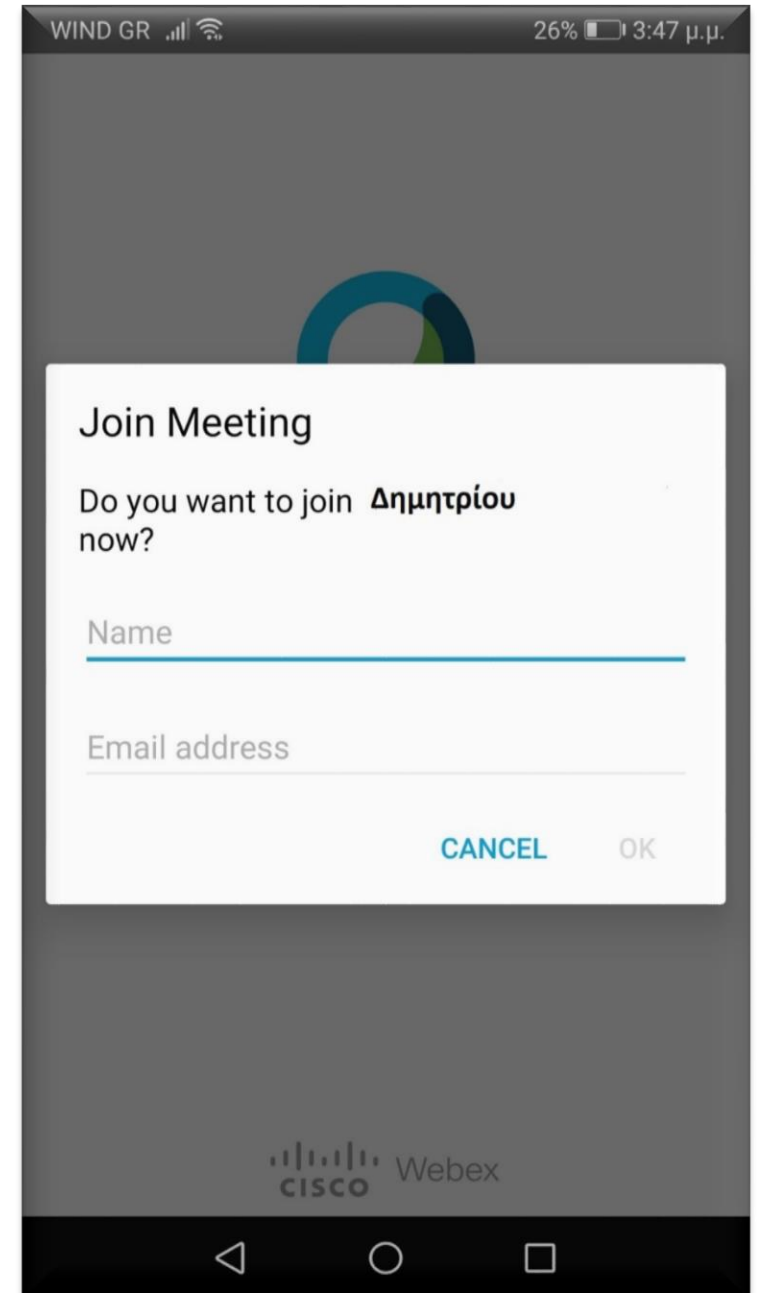 WIND GR 26% 3:47 μ.μ.
Join Meeting
Do you want to join Δημητρίου
now?
Name
Email address
CANCEL OK
CISCO Webex